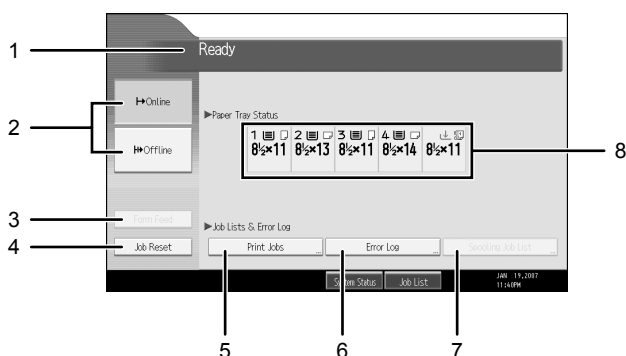 1
Ready
2
Online
Offline
▶Paper Tray Status
1 2 3 4
8½×11 8½×13 8½×11 8½×14 8½×11
8
3
Form Feed
▶Job Lists & Error Log
4
Job Reset
Print Jobs ...
Error Log ...
Spooling Job List ...
System Status
Job List
JAN 19,2007
11:40PM
5 6 7